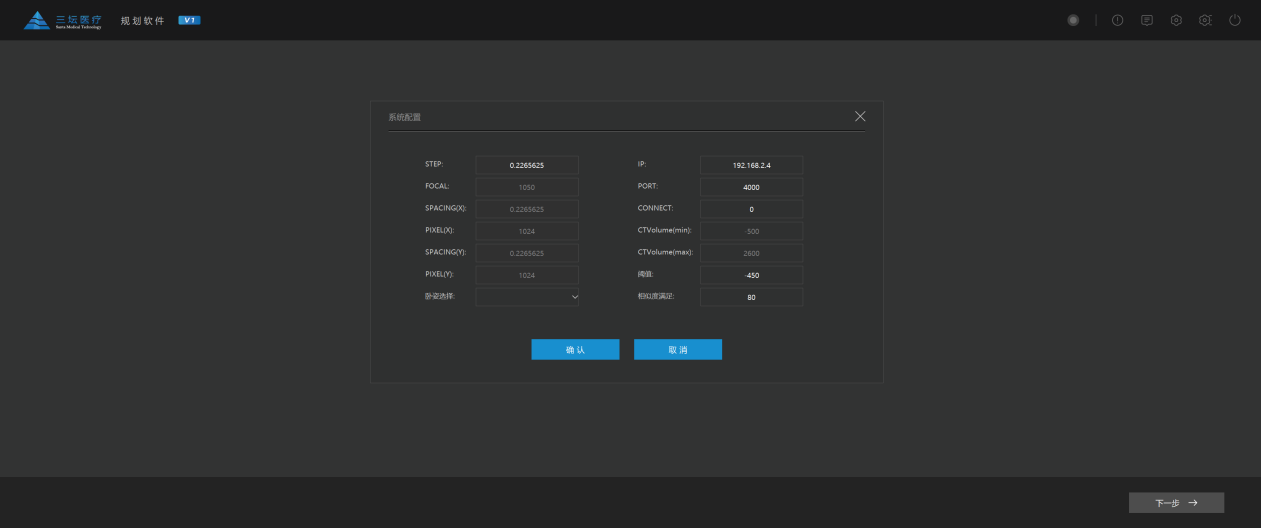 三坛医疗
Santa Medical Technology
规划软件
V1
系统配置
STEP: 0.2265625
IP: 192.168.2.4
FOCAL: 1050
PORT: 4000
SPACING(X): 0.2265625
CONNECT: 0
PIXEL(X): 1024
CTVolume(min): -500
SPACING(Y): 0.2265625
CTVolume(max): 2600
PIXEL(Y): 1024
阈值: -450
卧姿选择:
相似度满足: 80
确认
取消
下一步 →